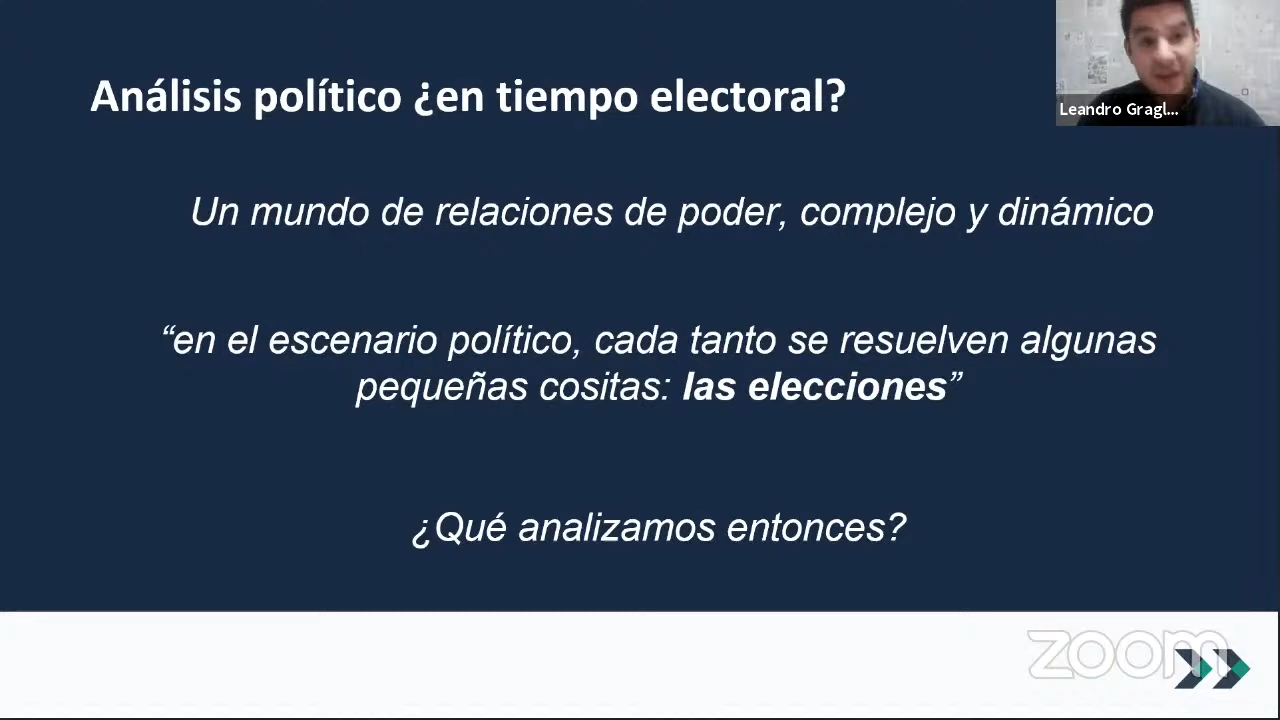 Análisis político ¿en tiempo electoral?
Leandro Gragl...
Un mundo de relaciones de poder, complejo y dinámico
“en el escenario político, cada tanto se resuelven algunas
pequeñas cositas: las elecciones”
¿Qué analizamos entonces?
zoom